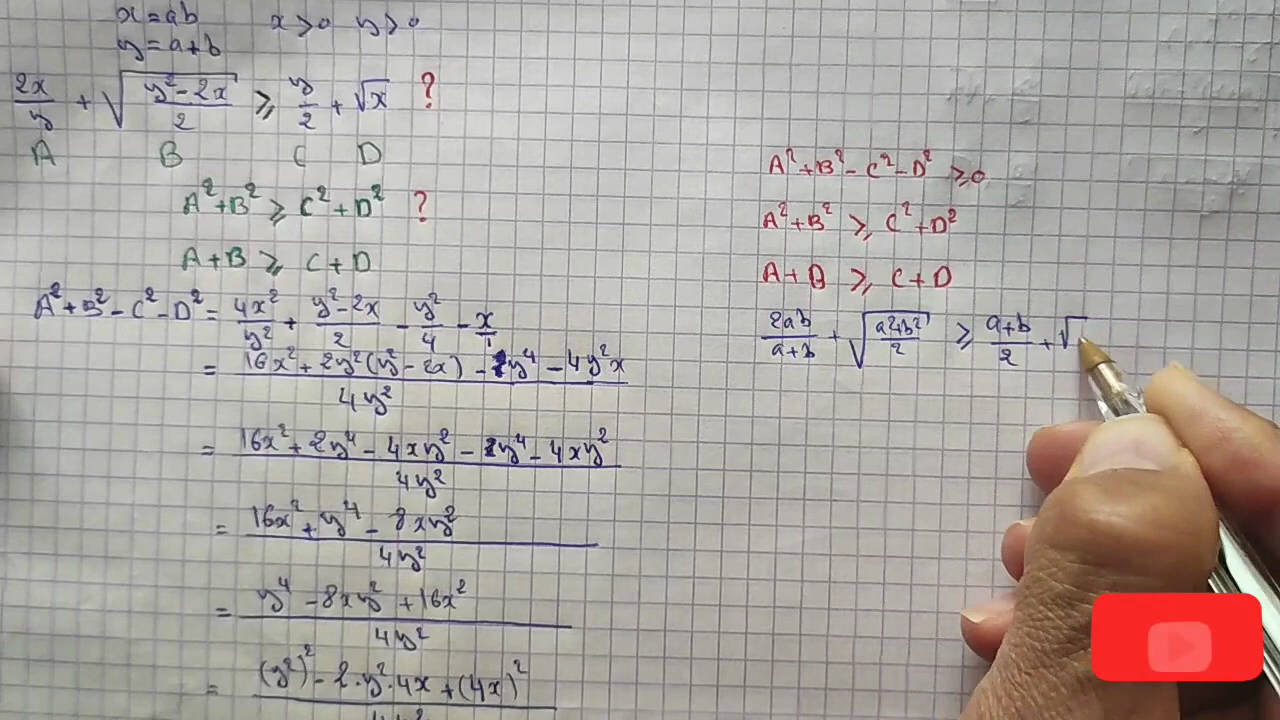 x = ab x > 0 y > 0
y = a + b
2x/y + √((y² - 2x)/2) ⩾ y/2 + √x ?
A B C D
A² + B² ⩾ C² + D² ?
A + B ⩾ C + D
A² + B² - C² - D² = 4x²/y² + (y² - 2x)/2 - y²/4 - x/1
= (16x² + 2y²(y² - 2x) - y⁴ - 4y²x)/4y²
= (16x² + 2y⁴ - 4xy² - y⁴ - 4xy²)/4y²
= (16x² + y⁴ - 8xy²)/4y²
= (y⁴ - 8xy² + 16x²)/4y²
= ((y²)² - 2·y²·4x + (4x)²)/4y²
A² + B² - C² - D² ⩾ 0
A² + B² ⩾ C² + D²
A + B ⩾ C + D
2ab/(a+b) + √((a²+b²)/2) ⩾ (a+b)/2 + √